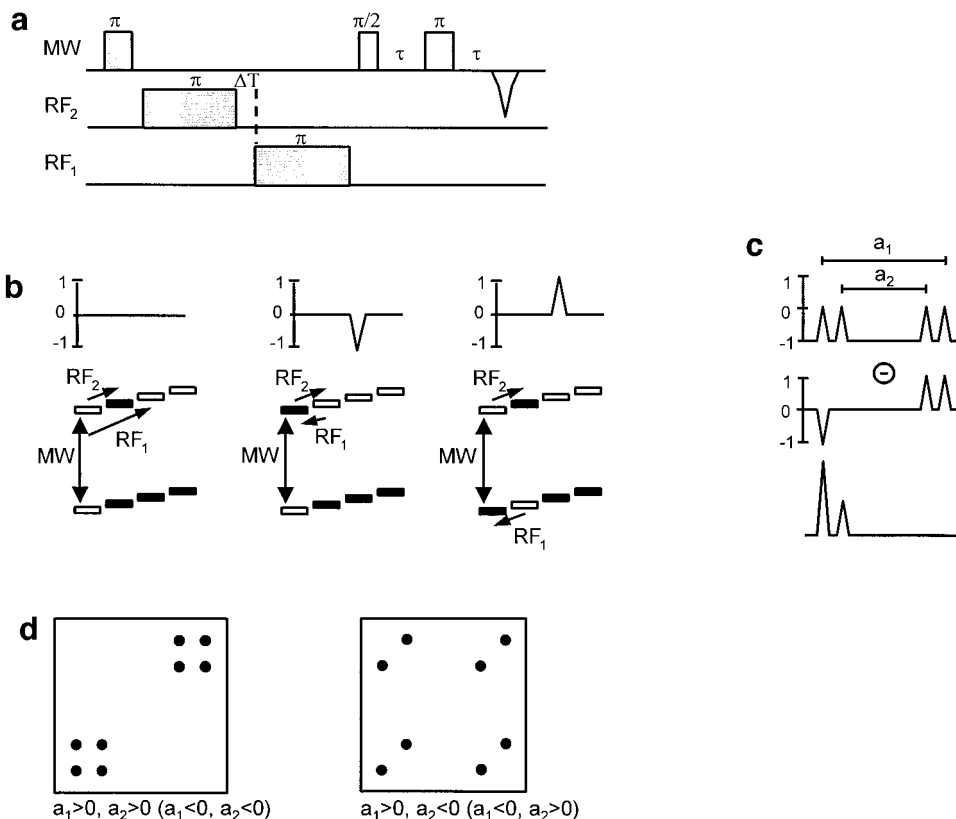 a
π π/2 π
MW τ τ
π ΔT
RF₂
π
RF₁
b
1
0
-1
1
0
-1
1
0
-1
RF₂
RF₁
MW
RF₂
RF₁
MW
RF₂
MW
RF₁
c
a₁
a₂
1
0
-1
1
0
-1
d
a₁>0, a₂>0 (a₁<0, a₂<0)
a₁>0, a₂<0 (a₁<0, a₂>0)